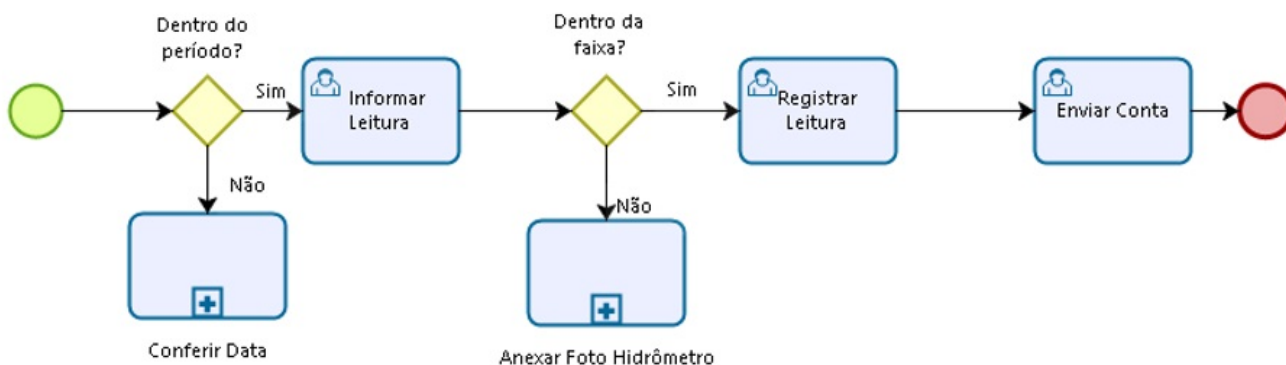 Dentro do
período?
Sim
Informar
Leitura
Dentro da
faixa?
Sim
Registrar
Leitura
Enviar Conta
Não
Não
Conferir Data
Anexar Foto Hidrômetro